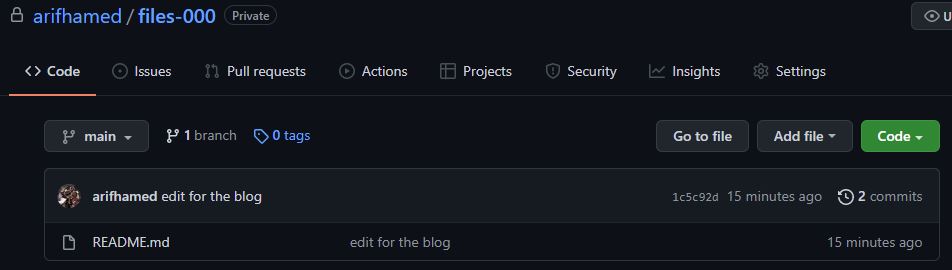 arifhamed / files-000 Private
Code Issues Pull requests Actions Projects Security Insights Settings
main 1 branch 0 tags Go to file Add file Code
arifhamed edit for the blog 1c5c92d 15 minutes ago 2 commits
README.md edit for the blog 15 minutes ago